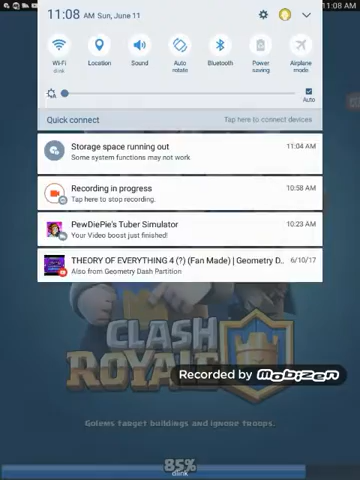 11:08 AM
11:08 AM Sun, June 11
Wi-Fi
dlink
Location
Sound
Auto
rotate
Bluetooth
Power
saving
Airplane
mode
Auto
Quick connect
Tap here to connect devices
Storage space running out
11:04 AM
Some system functions may not work
Recording in progress
10:58 AM
Tap here to stop recording.
PewDiePie's Tuber Simulator
10:23 AM
Your Video boost just finished!
THEORY OF EVERYTHING 4 (?) (Fan Made) | Geometry D..
6/10/17
Also from Geometry Dash Partition
CLASH
ROYALE
Recorded by Mobizen
Golems target buildings and ignore troops.
85%
dlink